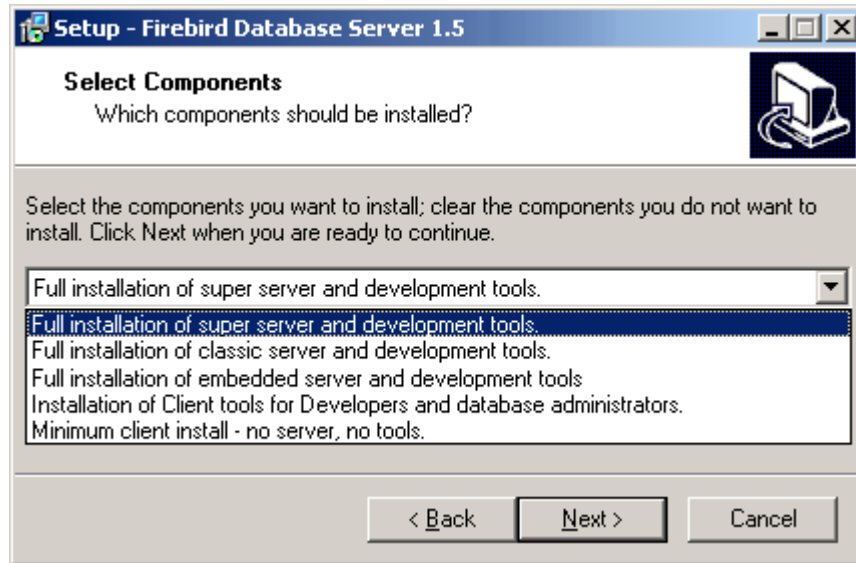 Setup - Firebird Database Server 1.5
Select Components
Which components should be installed?
Select the components you want to install; clear the components you do not want to
install. Click Next when you are ready to continue.
Full installation of super server and development tools.
Full installation of super server and development tools.
Full installation of classic server and development tools.
Full installation of embedded server and development tools
Installation of Client tools for Developers and database administrators.
Minimum client install - no server, no tools.
< Back Next > Cancel